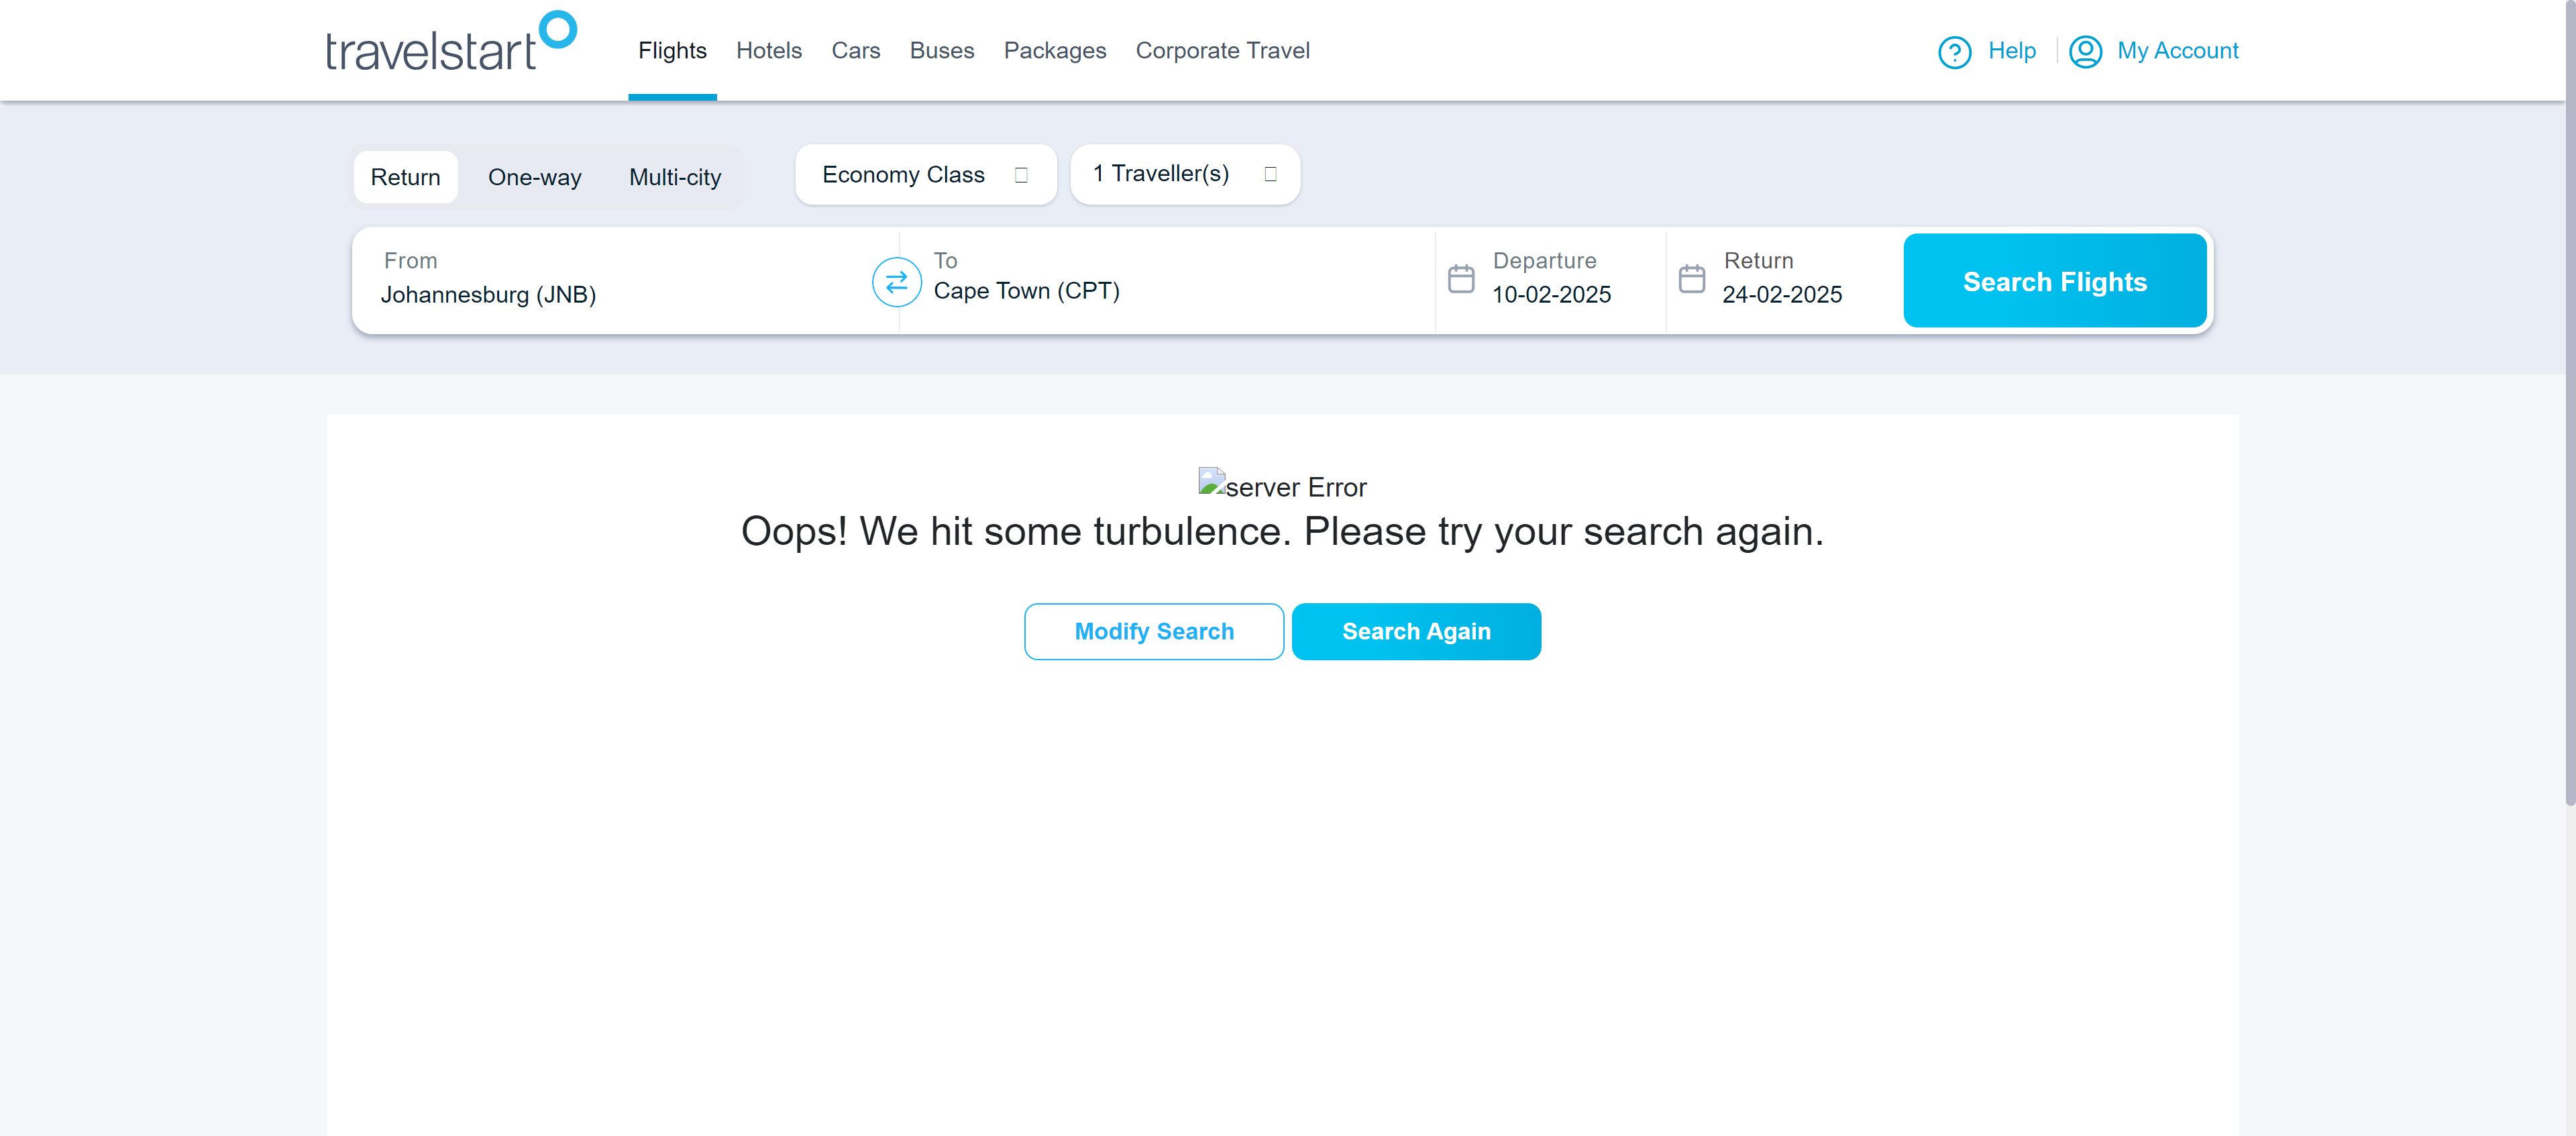 travelstart
Flights Hotels Cars Buses Packages Corporate Travel Help My Account
Return One-way Multi-city Economy Class 1 Traveller(s)
From To Departure Return
Johannesburg (JNB) Cape Town (CPT) 10-02-2025 24-02-2025 Search Flights
server Error
Oops! We hit some turbulence. Please try your search again.
Modify Search Search Again